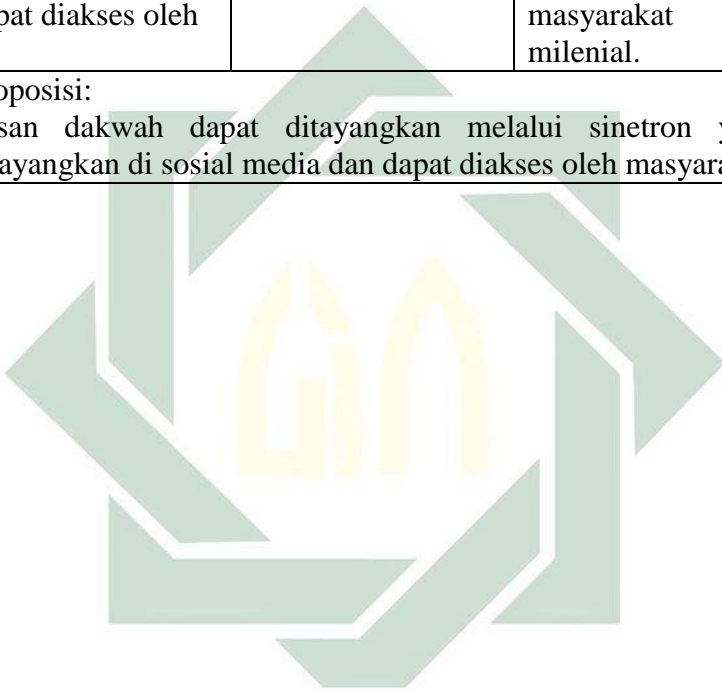 pat diakses oleh
masyarakat
milenial.
oposisi:
san dakwah dapat ditayangkan melalui sinetron y
ayangkan di sosial media dan dapat diakses oleh masyara